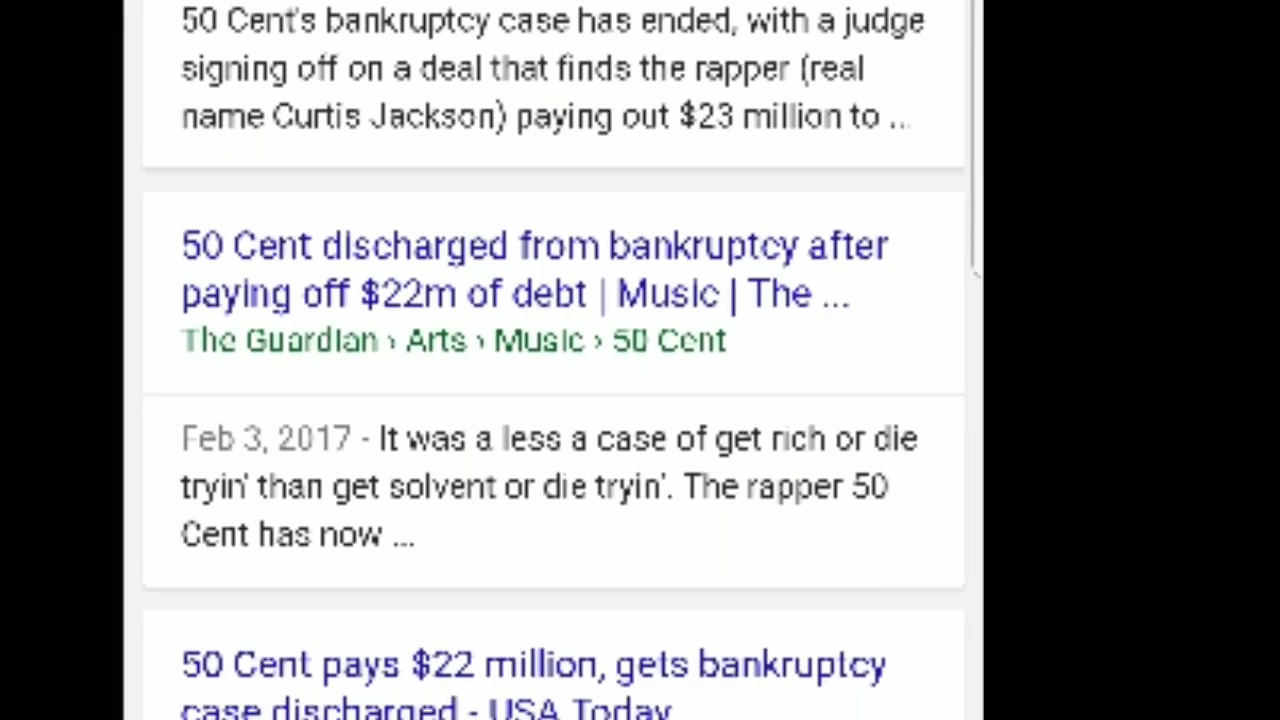 50 Cent's bankruptcy case has ended, with a judge
signing off on a deal that finds the rapper (real
name Curtis Jackson) paying out $23 million to ...
50 Cent discharged from bankruptcy after
paying off $22m of debt | Music | The ...
The Guardian › Arts › Music › 50 Cent
Feb 3, 2017 - It was a less a case of get rich or die
tryin' than get solvent or die tryin'. The rapper 50
Cent has now ...
50 Cent pays $22 million, gets bankruptcy
case discharged - USA Today